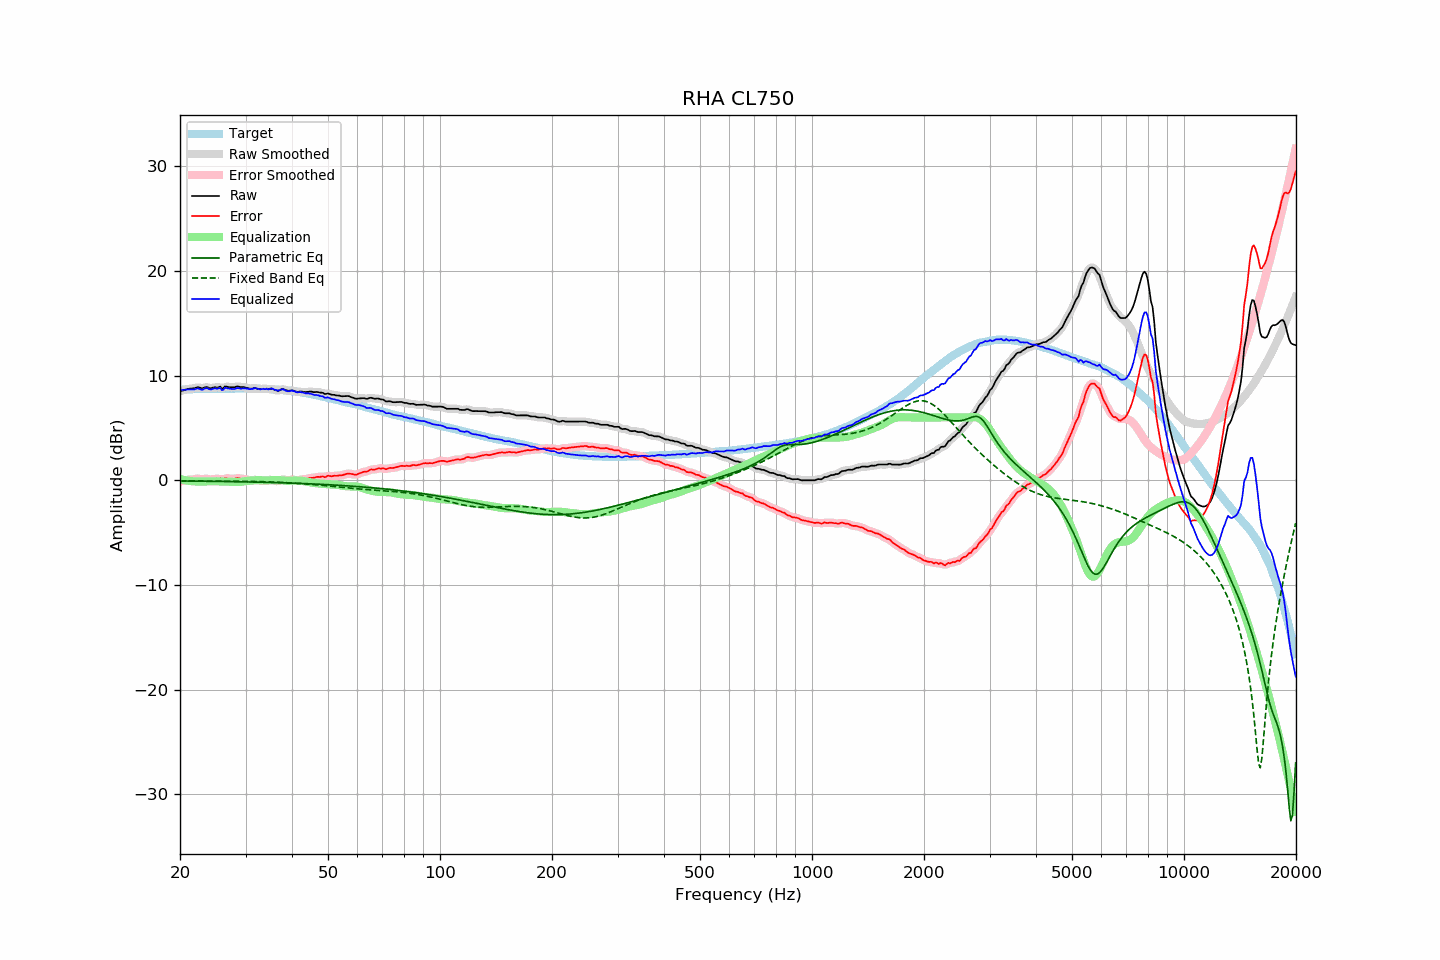 RHA CL750
Target
Raw Smoothed
Error Smoothed
Raw
Error
Equalization
Parametric Eq
Fixed Band Eq
Equalized
Amplitude (dBr)
30
20
10
0
−10
−20
−30
20 50 100 200 500 1000 2000 5000 10000 20000
Frequency (Hz)